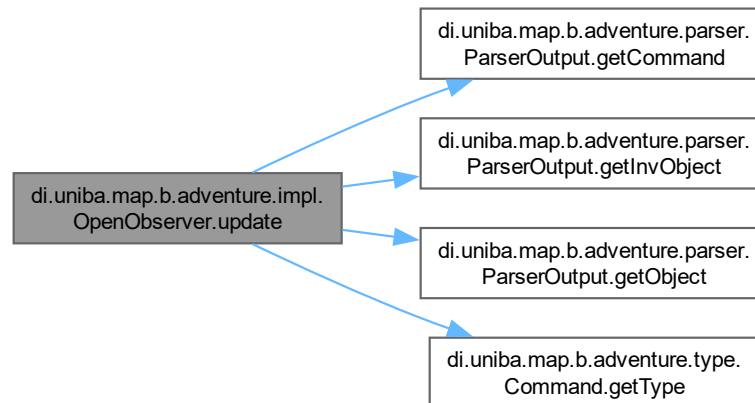 di.uniba.map.b.adventure.impl.
OpenObserver.update
di.uniba.map.b.adventure.parser.
ParserOutput.getCommand
di.uniba.map.b.adventure.parser.
ParserOutput.getInvObject
di.uniba.map.b.adventure.parser.
ParserOutput.getObject
di.uniba.map.b.adventure.type.
Command.getType